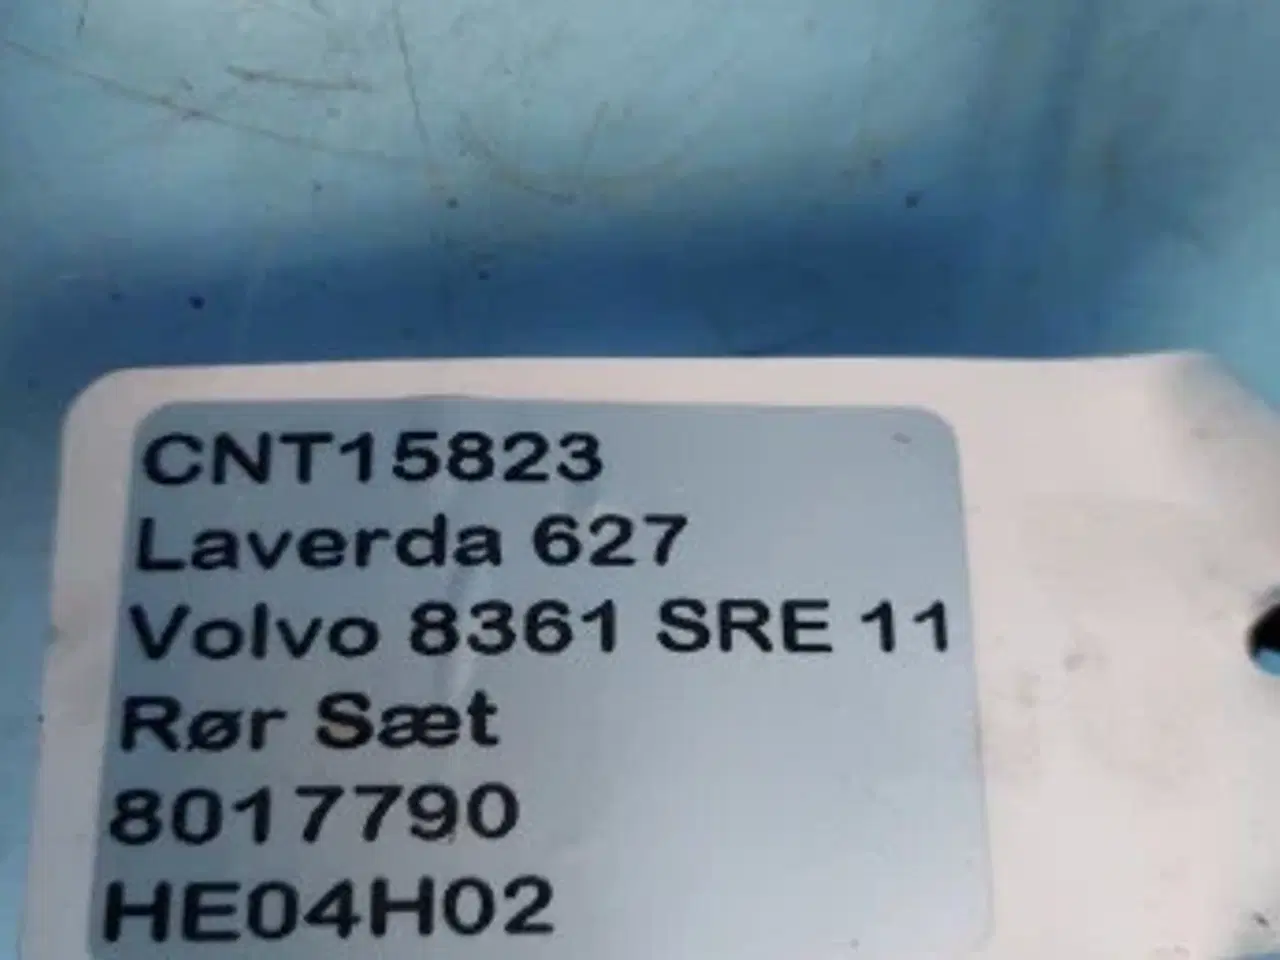 CNT15823
Laverda 627
Volvo 8361 SRE 11
Rør Sæt
8017790
HE04H02